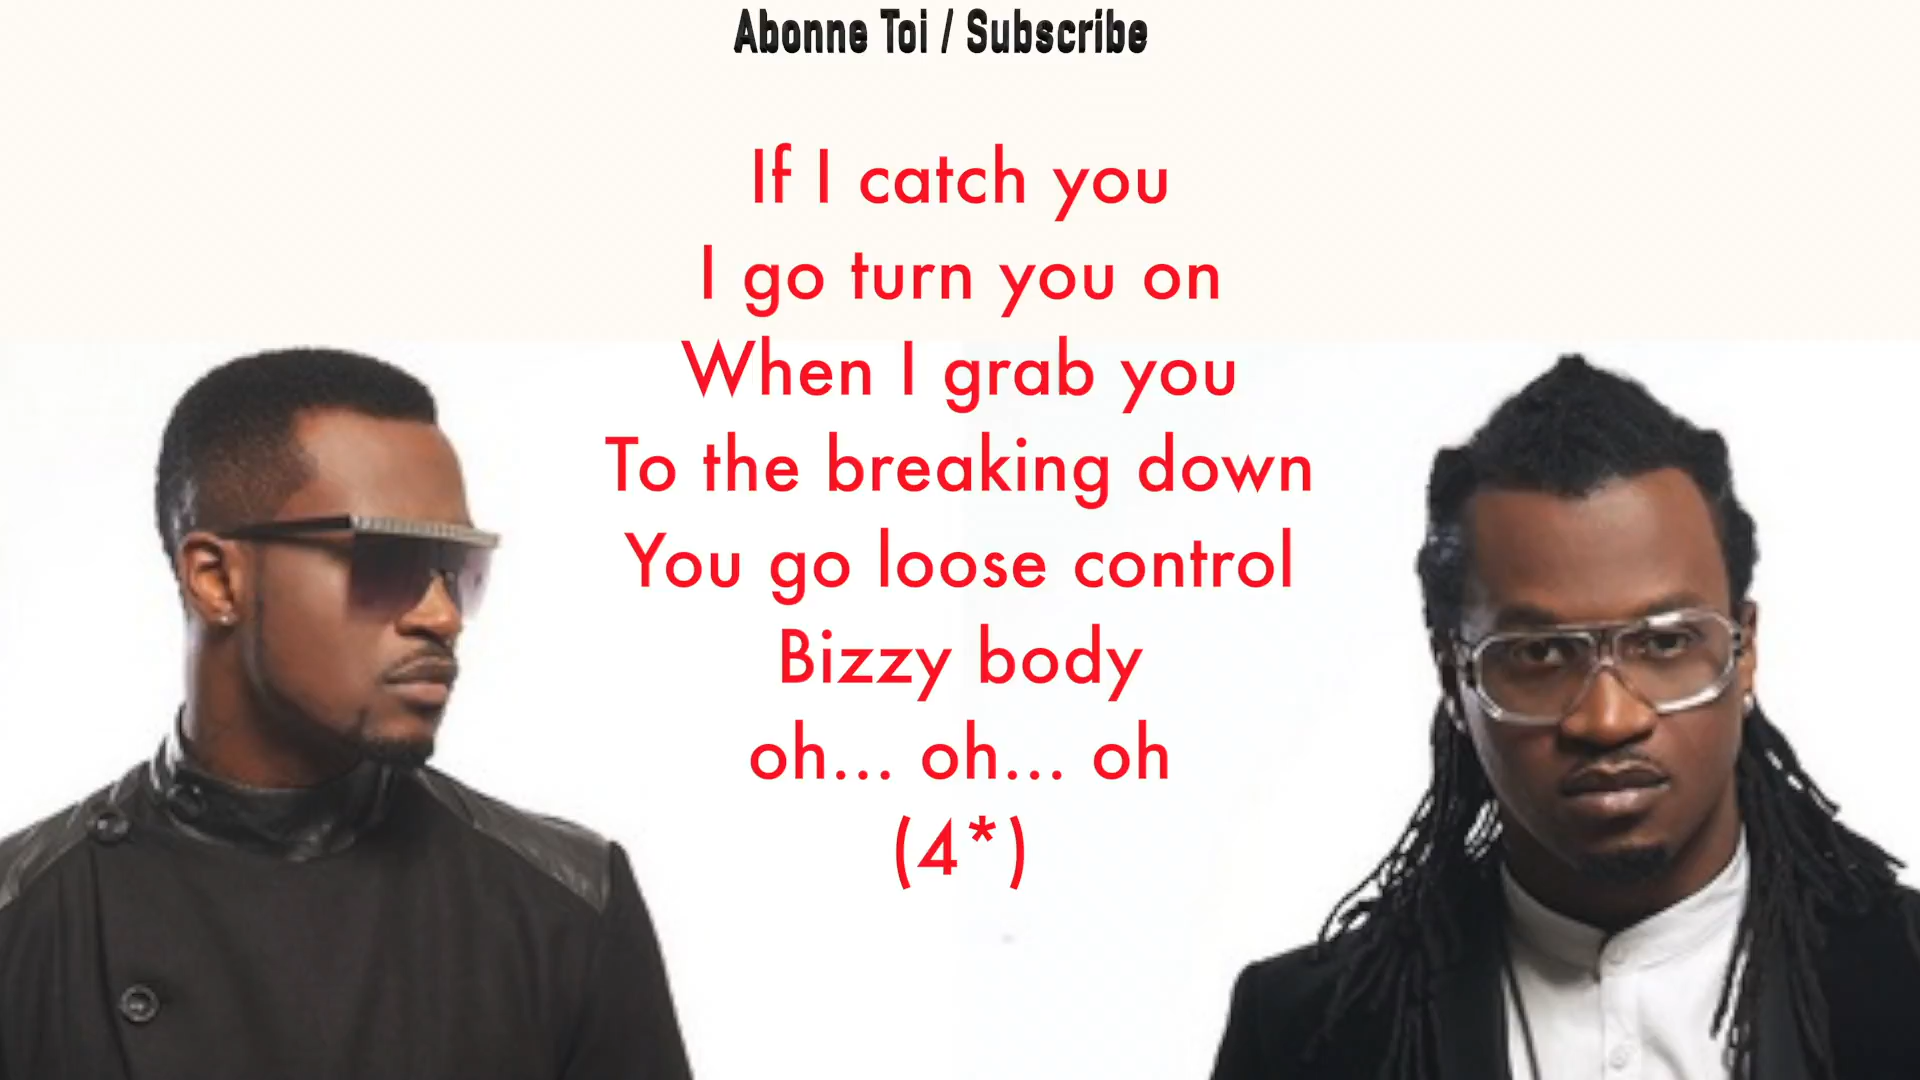 Abonne Toi / Subscribe
If I catch you
I go turn you on
When I grab you
To the breaking down
You go loose control
Bizzy body
oh... oh... oh
(4*)